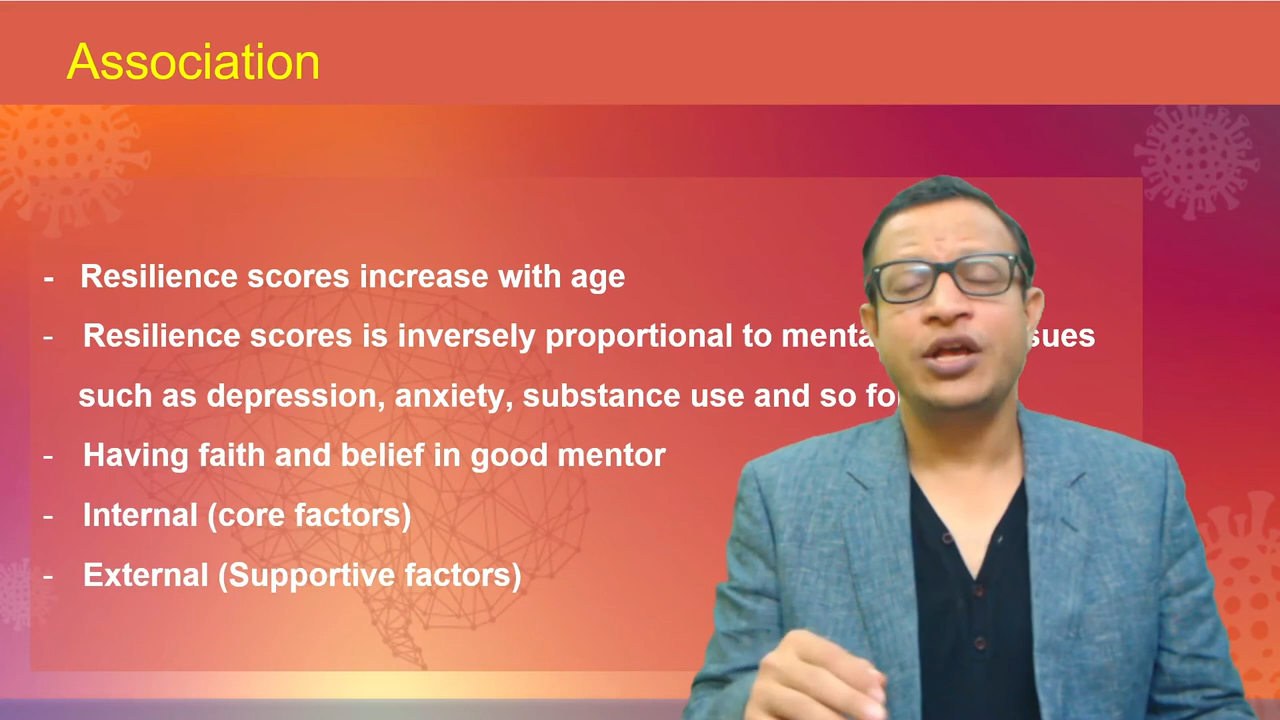 Association
- Resilience scores increase with age
- Resilience scores is inversely proportional to
such as depression, anxiety, substance use and so
- Having faith and belief in good mentor
- Internal (core factors)
- External (Supportive factors)